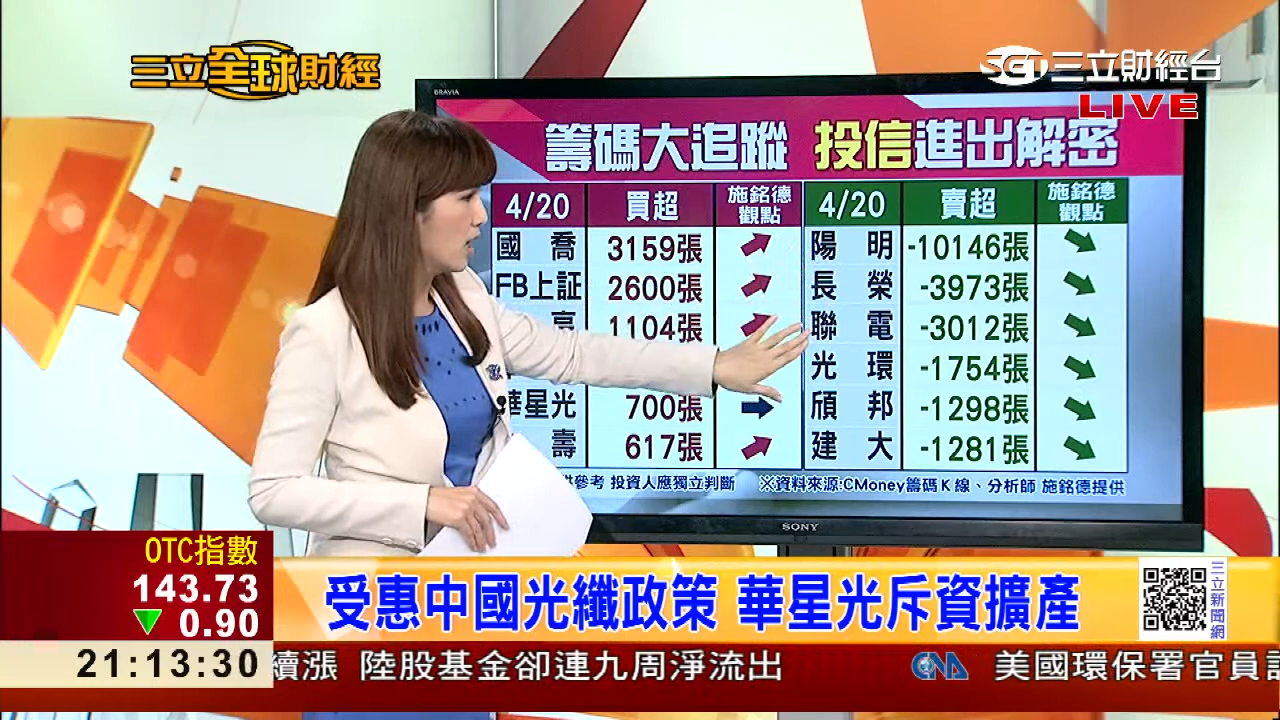 三立全球財經
三立財經台
LIVE
BRAVIA
籌碼大追蹤 投信進出解密
4/20 買超 施銘德觀點 4/20 賣超 施銘德觀點
國喬 3159張 陽明 -10146張
FB上証 2600張 長榮 -3973張
1104張 聯電 -3012張
光環 -1754張
華星光 700張 頎邦 -1298張
壽 617張 建大 -1281張
供參考 投資人應獨立判斷 ※資料來源:CMoney籌碼K線、分析師 施銘德提供
SONY
OTC指數
143.73
▼ 0.90
受惠中國光纖政策 華星光斥資擴產
三立新聞網
21:13:30 續漲 陸股基金卻連九周淨流出 CNA 美國環保署官員